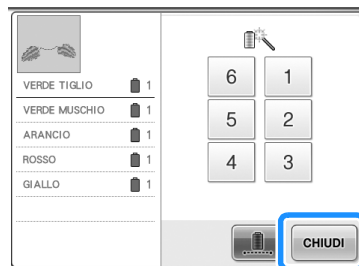 VERDE TIGLIO 1
VERDE MUSCHIO 1
ARANCIO 1
ROSSO 1
GIALLO 1
6 1
5 2
4 3
CHIUDI